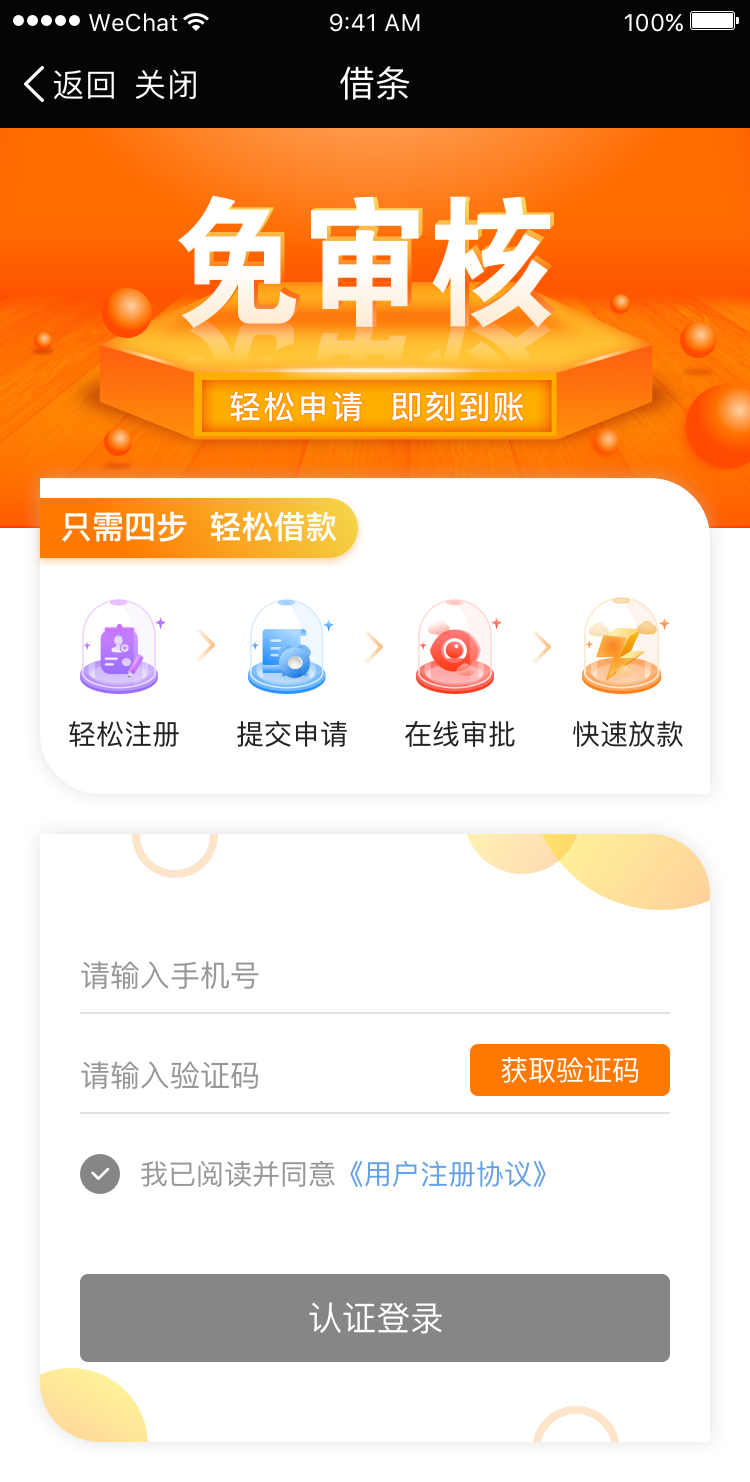 WeChat 9:41 AM 100%
返回 关闭 借条
免审核
轻松申请 即刻到账
只需四步 轻松借款
轻松注册 提交申请 在线审批 快速放款
请输入手机号
请输入验证码 获取验证码
我已阅读并同意《用户注册协议》
认证登录